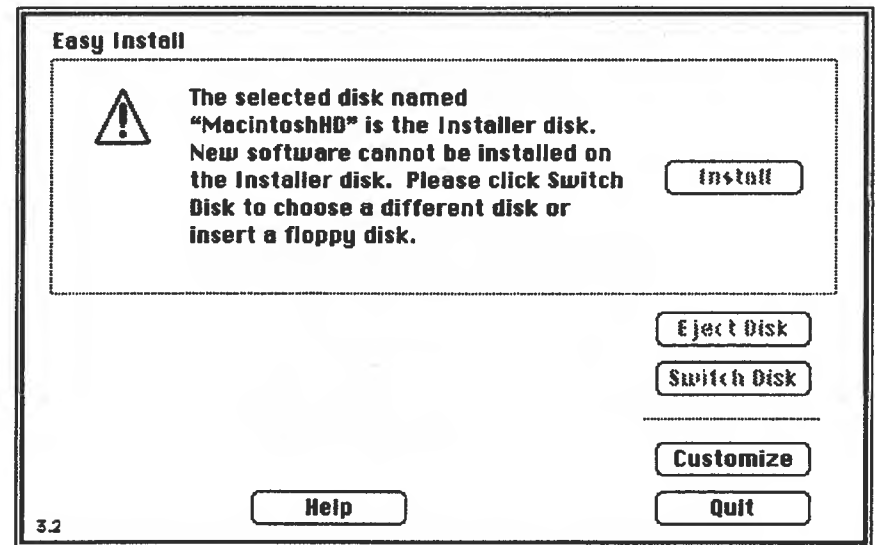 Easy Install
The selected disk named
“MacintoshHD” is the Installer disk.
New software cannot be installed on
the Installer disk.  Please click Switch
Disk to choose a different disk or
insert a floppy disk.
Install
Eject Disk
Switch Disk
Customize
Help
Quit
3.2